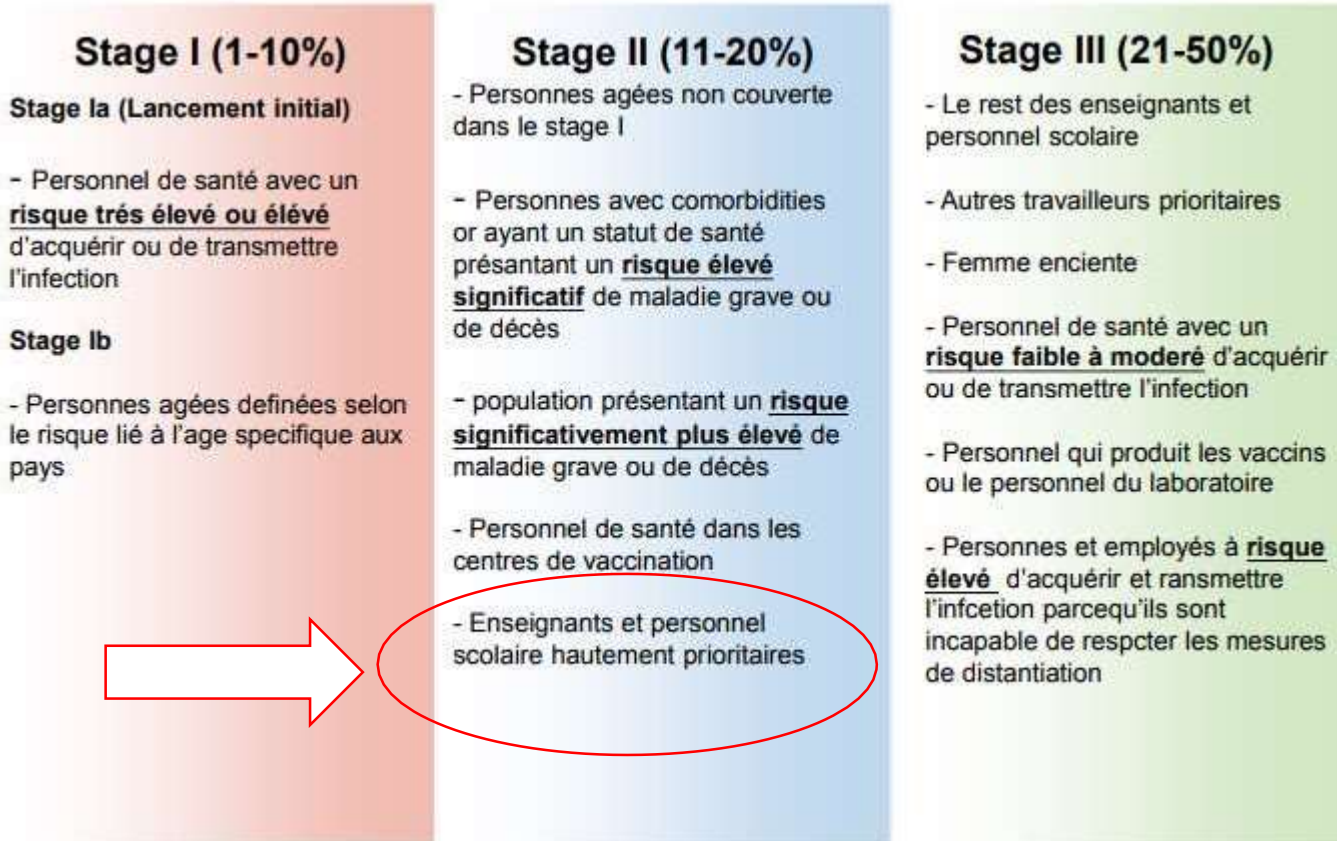 Stage I (1-10%)
Stage Ia (Lancement initial)
- Personnel de santé avec un
risque trés élevé ou élévé
d'acquérir ou de transmettre
l'infection
Stage Ib
- Personnes agées definées selon
le risque lié à l'age specifique aux
pays
Stage II (11-20%)
- Personnes agées non couverte
dans le stage I
- Personnes avec comorbidities
or ayant un statut de santé
présantant un risque élevé
significatif de maladie grave ou
de décès
- population présentant un risque
significativement plus élevé de
maladie grave ou de décès
- Personnel de santé dans les
centres de vaccination
- Enseignants et personnel
scolaire hautement prioritaires
Stage III (21-50%)
- Le rest des enseignants et
personnel scolaire
- Autres travailleurs prioritaires
- Femme enciente
- Personnel de santé avec un
risque faible à moderé d'acquérir
ou de transmettre l'infection
- Personnel qui produit les vaccins
ou le personnel du laboratoire
- Personnes et employés à risque
élevé d'acquérir et ransmettre
l'infcetion parcequ'ils sont
incapable de respcter les mesures
de distantiation